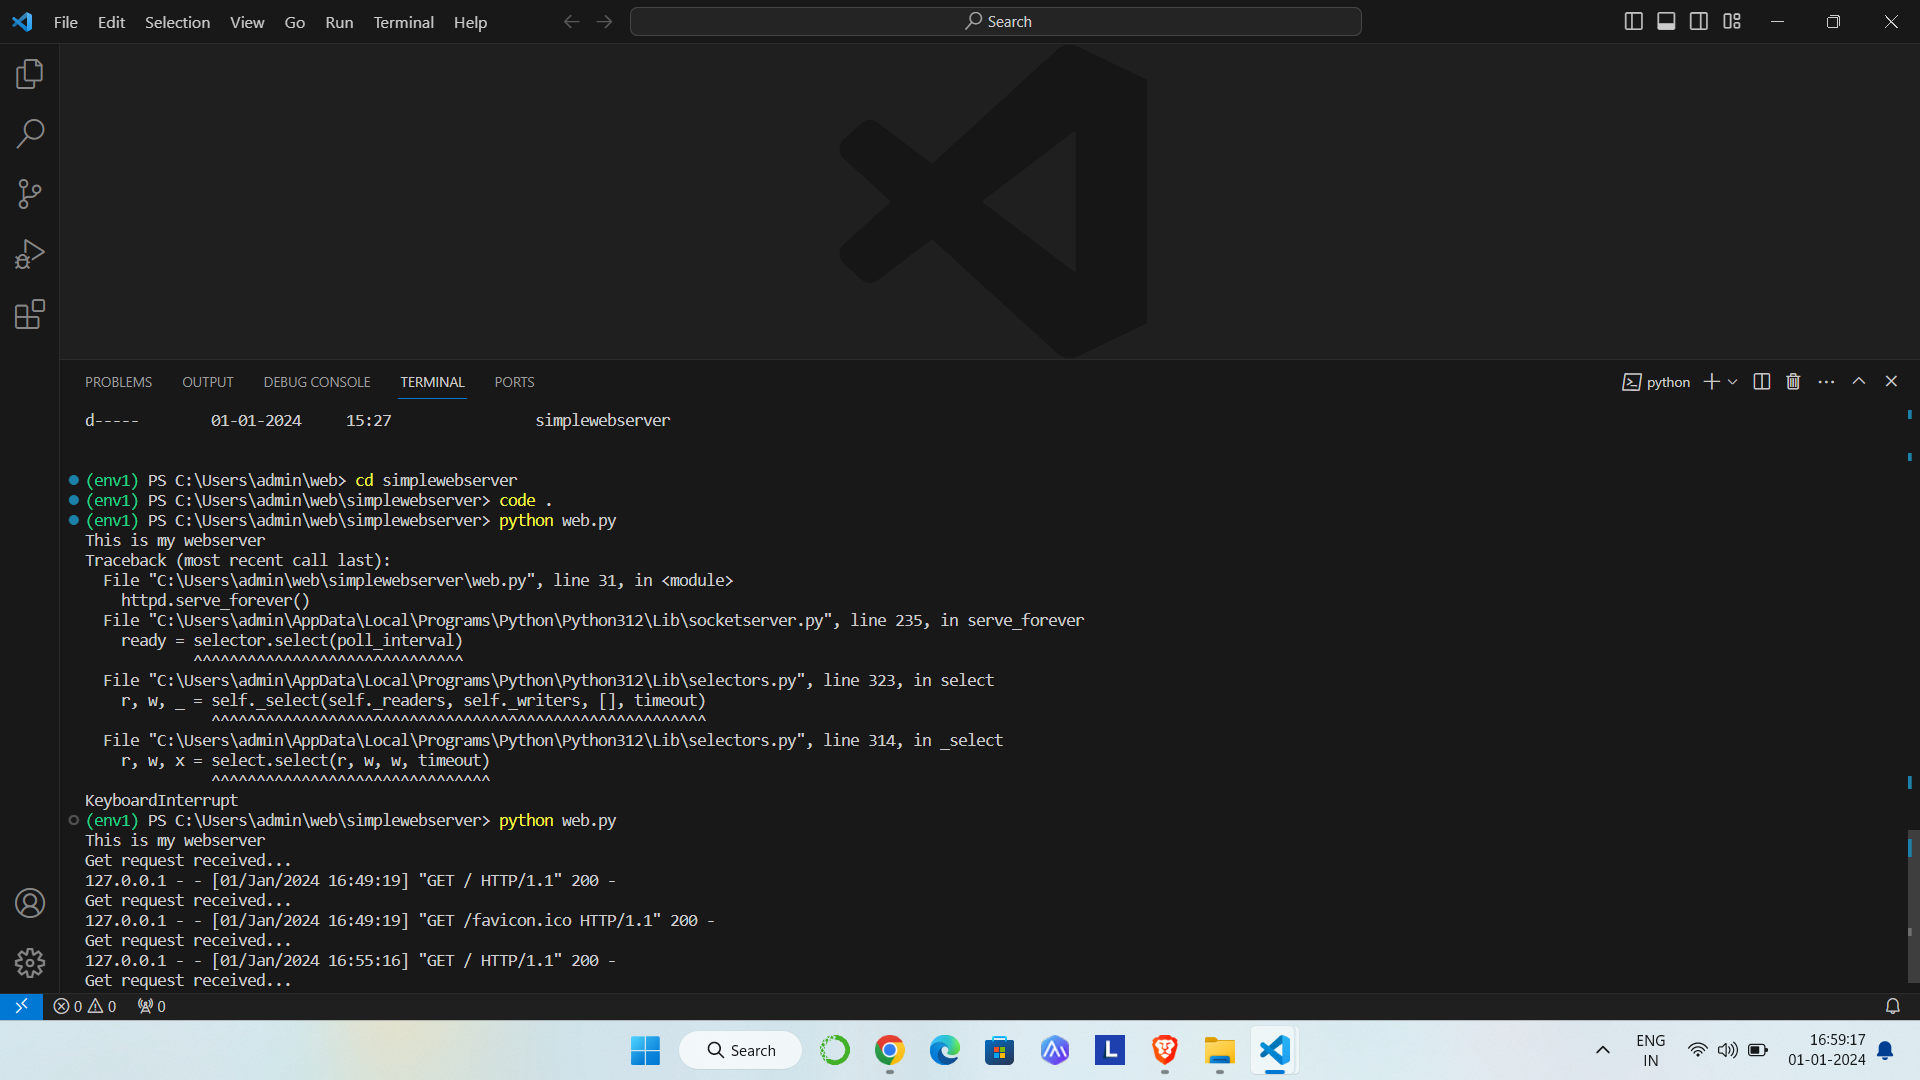 File Edit Selection View Go Run Terminal Help
Search
PROBLEMS OUTPUT DEBUG CONSOLE TERMINAL PORTS
python
d----- 01-01-2024 15:27 simplewebserver
(env1) PS C:\Users\admin\web> cd simplewebserver
(env1) PS C:\Users\admin\web\simplewebserver> code .
(env1) PS C:\Users\admin\web\simplewebserver> python web.py
This is my webserver
Traceback (most recent call last):
  File "C:\Users\admin\web\simplewebserver\web.py", line 31, in <module>
    httpd.serve_forever()
  File "C:\Users\admin\AppData\Local\Programs\Python\Python312\Lib\socketserver.py", line 235, in serve_forever
    ready = selector.select(poll_interval)
            ^^^^^^^^^^^^^^^^^^^^^^^^^^^^^^
  File "C:\Users\admin\AppData\Local\Programs\Python\Python312\Lib\selectors.py", line 323, in select
    r, w, _ = self._select(self._readers, self._writers, [], timeout)
              ^^^^^^^^^^^^^^^^^^^^^^^^^^^^^^^^^^^^^^^^^^^^^^^^^^^^^^^
  File "C:\Users\admin\AppData\Local\Programs\Python\Python312\Lib\selectors.py", line 314, in _select
    r, w, x = select.select(r, w, w, timeout)
              ^^^^^^^^^^^^^^^^^^^^^^^^^^^^^^^
KeyboardInterrupt
(env1) PS C:\Users\admin\web\simplewebserver> python web.py
This is my webserver
Get request received...
127.0.0.1 - - [01/Jan/2024 16:49:19] "GET / HTTP/1.1" 200 -
Get request received...
127.0.0.1 - - [01/Jan/2024 16:49:19] "GET /favicon.ico HTTP/1.1" 200 -
Get request received...
127.0.0.1 - - [01/Jan/2024 16:55:16] "GET / HTTP/1.1" 200 -
Get request received...
0 0 0
Search
L
ENG
IN
16:59:17
01-01-2024